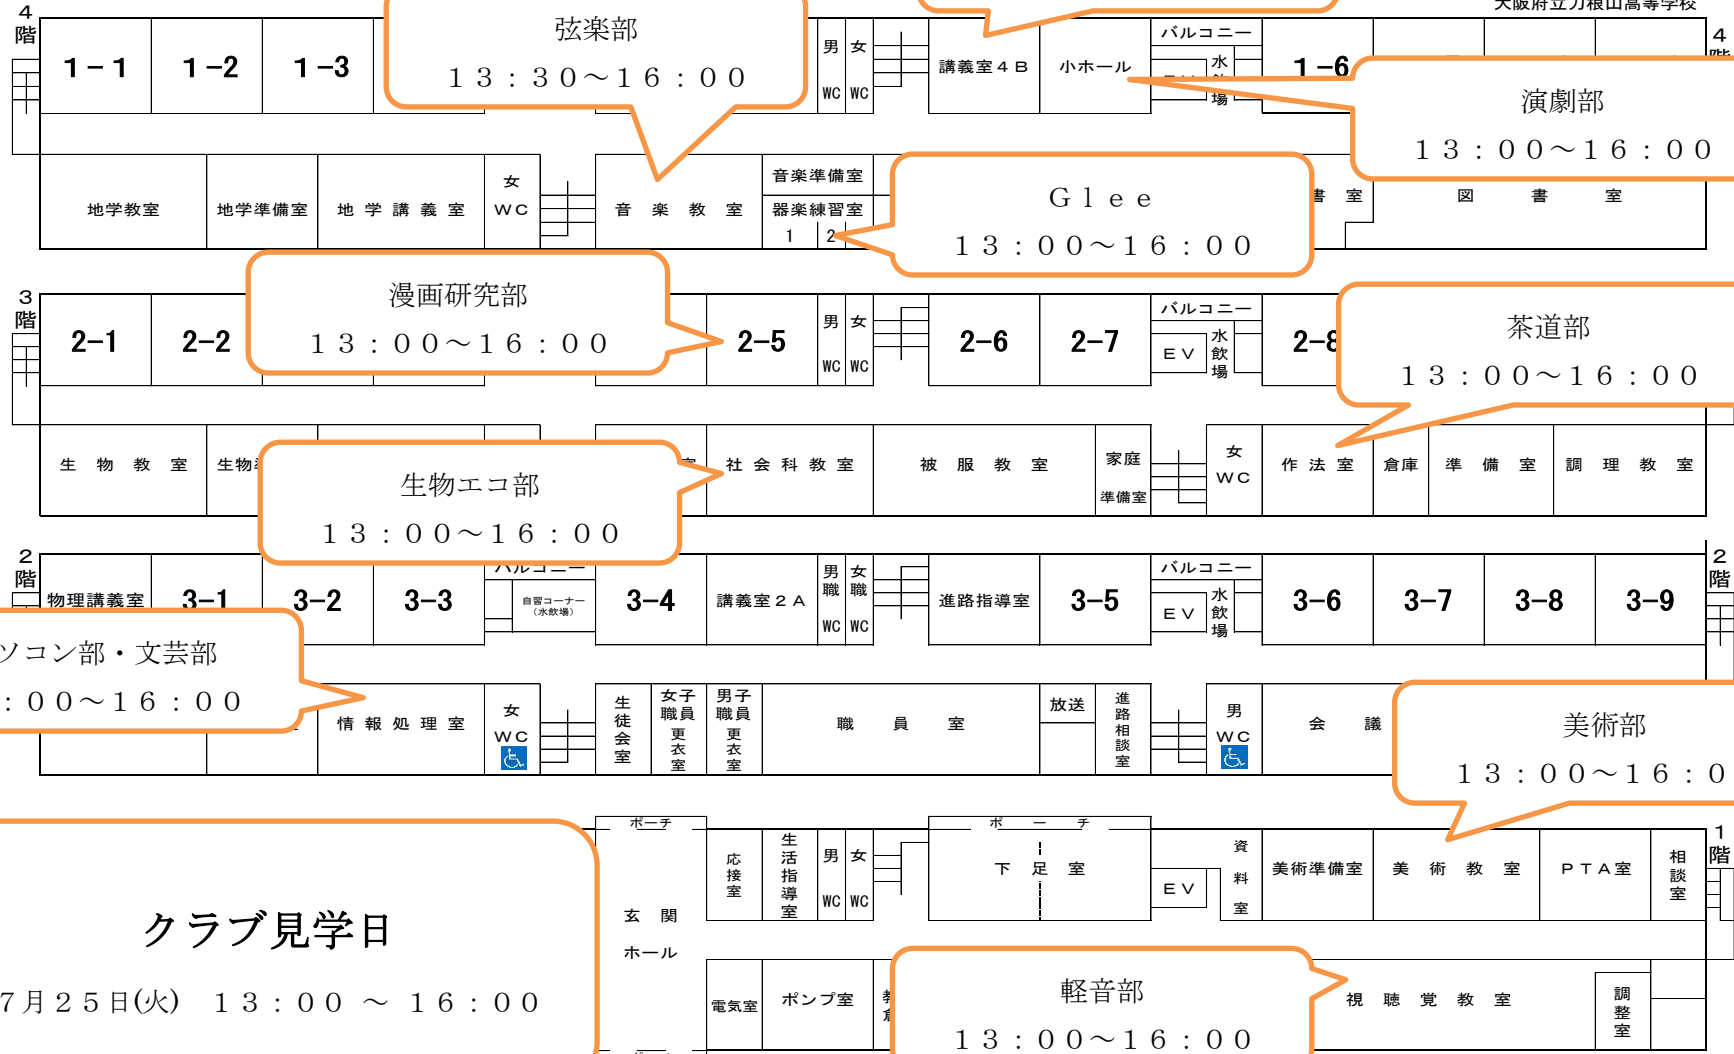 大阪府立刀根山高等学校
4
階
1－1
1－2
1－3
弦楽部
１３：３０～１６：００
男
WC
女
WC
講義室４Ｂ
小ホール
バルコニー
水
飲
場
1－6
4
階
演劇部
１３：００～１６：００
地学教室
地学準備室
地学講義室
女
ＷＣ
音楽教室
音楽準備室
器楽練習室
1
2
Ｇｌｅｅ
１３：００～１６：００
書室
図書室
3
階
2－1
2－2
漫画研究部
１３：００～１６：００
2－5
男
WC
女
WC
2－6
2－7
バルコニー
ＥＶ
水
飲
場
2－8
茶道部
１３：００～１６：００
生物教室
生物
生物エコ部
１３：００～１６：００
社会科教室
被服教室
家庭
準備室
女
ＷＣ
作法室
倉庫
準備室
調理教室
2
階
物理講義室
3－1
3－2
3－3
バルコニー
自習コーナー
（水飲場）
3－4
講義室２Ａ
男
職
WC
女
職
WC
進路指導室
3－5
バルコニー
ＥＶ
水
飲
場
3－6
3－7
3－8
3－9
2
階
ソコン部・文芸部
：００～１６：００
情報処理室
女
ＷＣ
生徒会室
女子
職員
更衣室
男子
職員
更衣室
職員室
放送
進路相談室
男
ＷＣ
会議
美術部
１３：００～１６：０
クラブ見学日
７月２５日(火)　１３：００ ～ １６：００
ポーチ
玄関
ホール
応接室
生活指導室
男
WC
女
WC
ポーチ
下足室
ＥＶ
資料室
美術準備室
美術教室
ＰＴＡ室
相談室
1
階
電気室
ポンプ室
軽音部
１３：００～１６：００
視聴覚教室
調整室